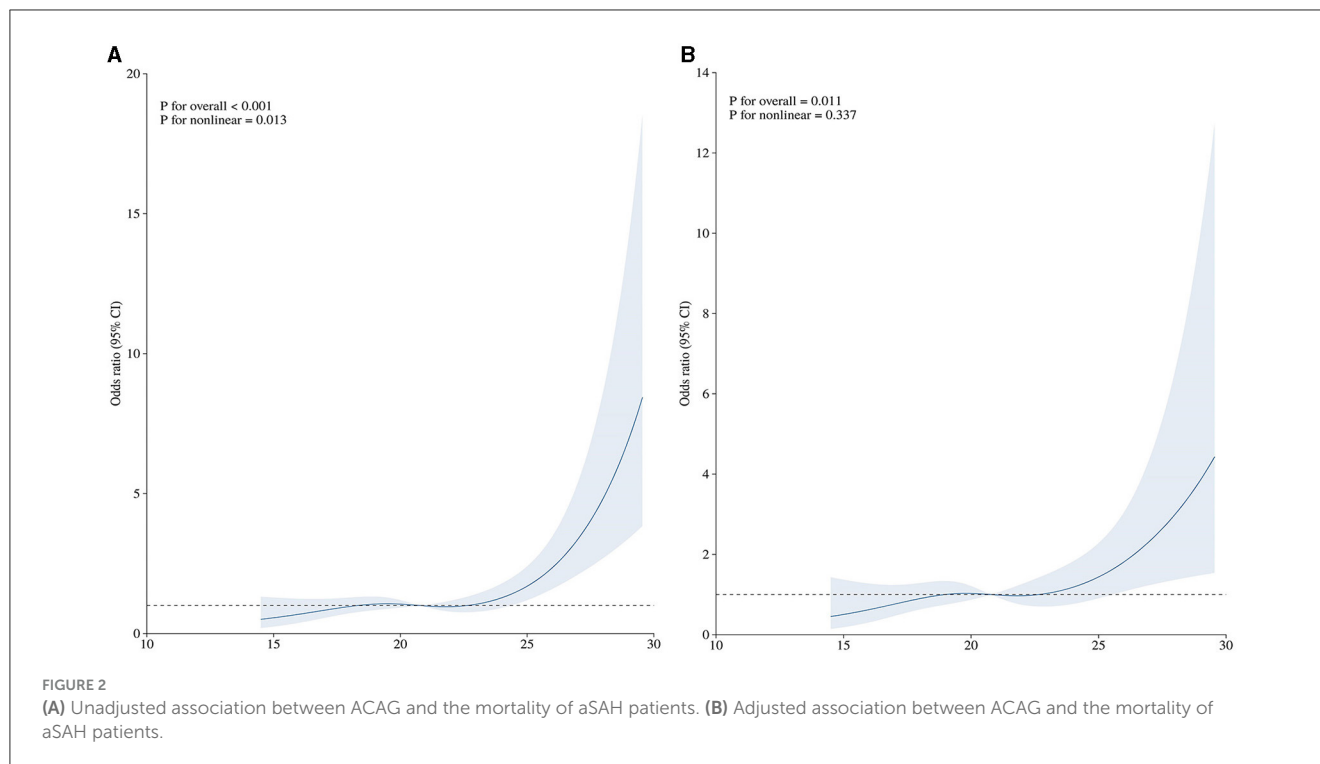 A
20
P for overall < 0.001
P for nonlinear = 0.013
15
10
5
0
Odds ratio (95% CI)
10 15 20 25 30
B
14
P for overall = 0.011
P for nonlinear = 0.337
12
10
8
6
4
2
0
Odds ratio (95% CI)
10 15 20 25 30
FIGURE 2
(A) Unadjusted association between ACAG and the mortality of aSAH patients. (B) Adjusted association between ACAG and the mortality of
aSAH patients.